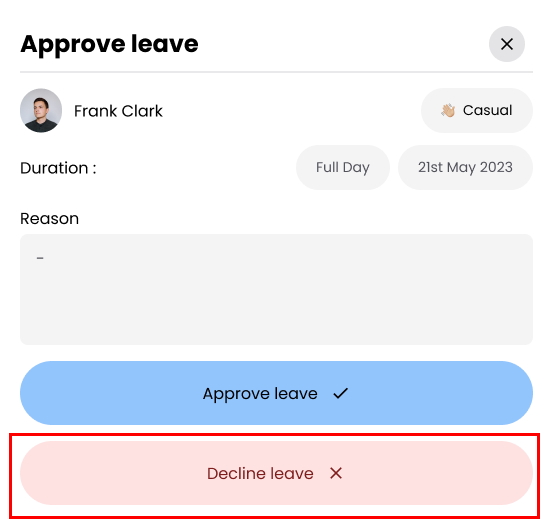 Approve leave
Frank Clark
Casual
Duration :
Full Day
21st May 2023
Reason
-
Approve leave
Decline leave